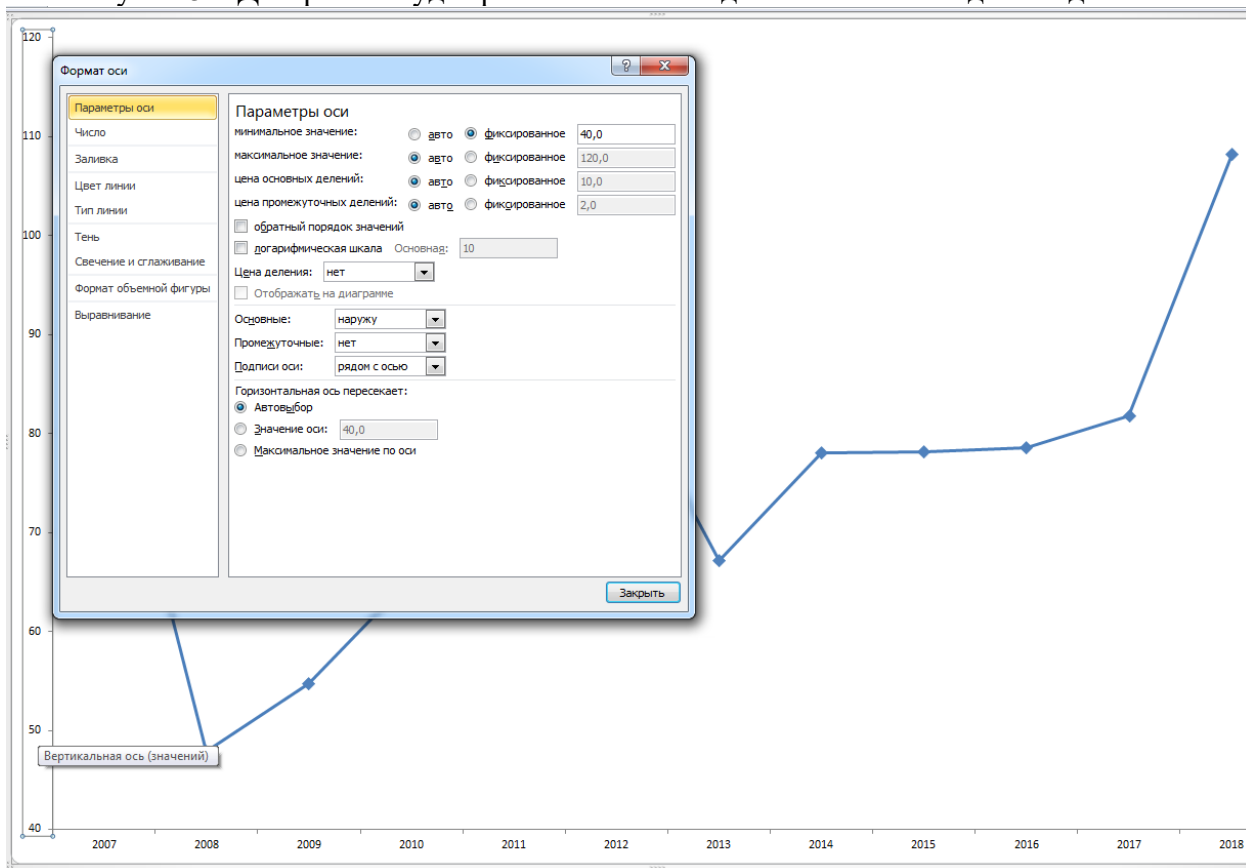 120
110
100
90
80
70
60
50
40
Формат оси
Параметры оси
Число
Заливка
Цвет линии
Тип линии
Тень
Свечение и сглаживание
Формат объемной фигуры
Выравнивание
Параметры оси
минимальное значение: авто фиксированное 40,0
максимальное значение: авто фиксированное 120,0
цена основных делений: авто фиксированное 10,0
цена промежуточных делений: авто фиксированное 2,0
обратный порядок значений
логарифмическая шкала Основная: 10
Цена деления: нет
Отображать на диаграмме
Основные: наружу
Промежуточные: нет
Подписи оси: рядом с осью
Горизонтальная ось пересекает:
Автовыбор
Значение оси: 40,0
Максимальное значение по оси
Закрыть
Вертикальная ось (значений)
2007 2008 2009 2010 2011 2012 2013 2014 2015 2016 2017 2018